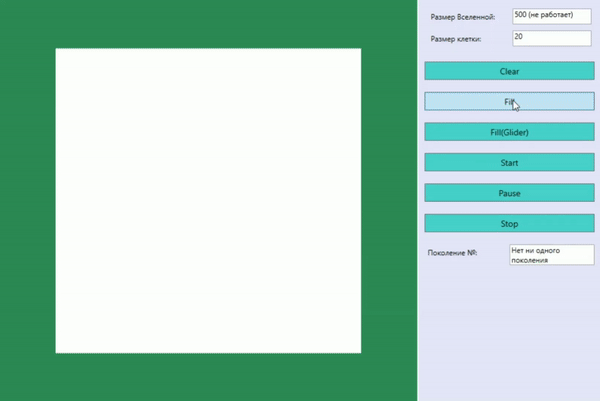 Размер Вселенной:
500 (не работает)
Размер клетки:
20
Clear
Fill(Glider)
Start
Pause
Stop
Поколение №:
Нет ни одного
поколения